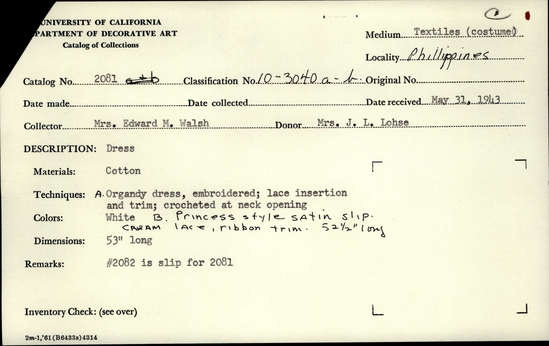 UNIVERSITY OF CALIFORNIA
DEPARTMENT OF DECORATIVE ART
Catalog of Collections
Medium Textiles (costume)
Locality Phillippines
Catalog No. 2081 a+b Classification No. 10-3040 a-b Original No.
Date made Date collected Date received May 31, 1943
Collector Mrs. Edward M. Walsh Donor Mrs. J. L. Lohse
DESCRIPTION: Dress
Materials: Cotton
Techniques: A. Organdy dress, embroidered; lace insertion
and trim; crocheted at neck opening
Colors: White B. Princess style satin slip.
cream lace, ribbon trim. 52½" long
Dimensions: 53" long
Remarks: #2082 is slip for 2081
Inventory Check: (see over)
2m-1,'61(B6433s)4314